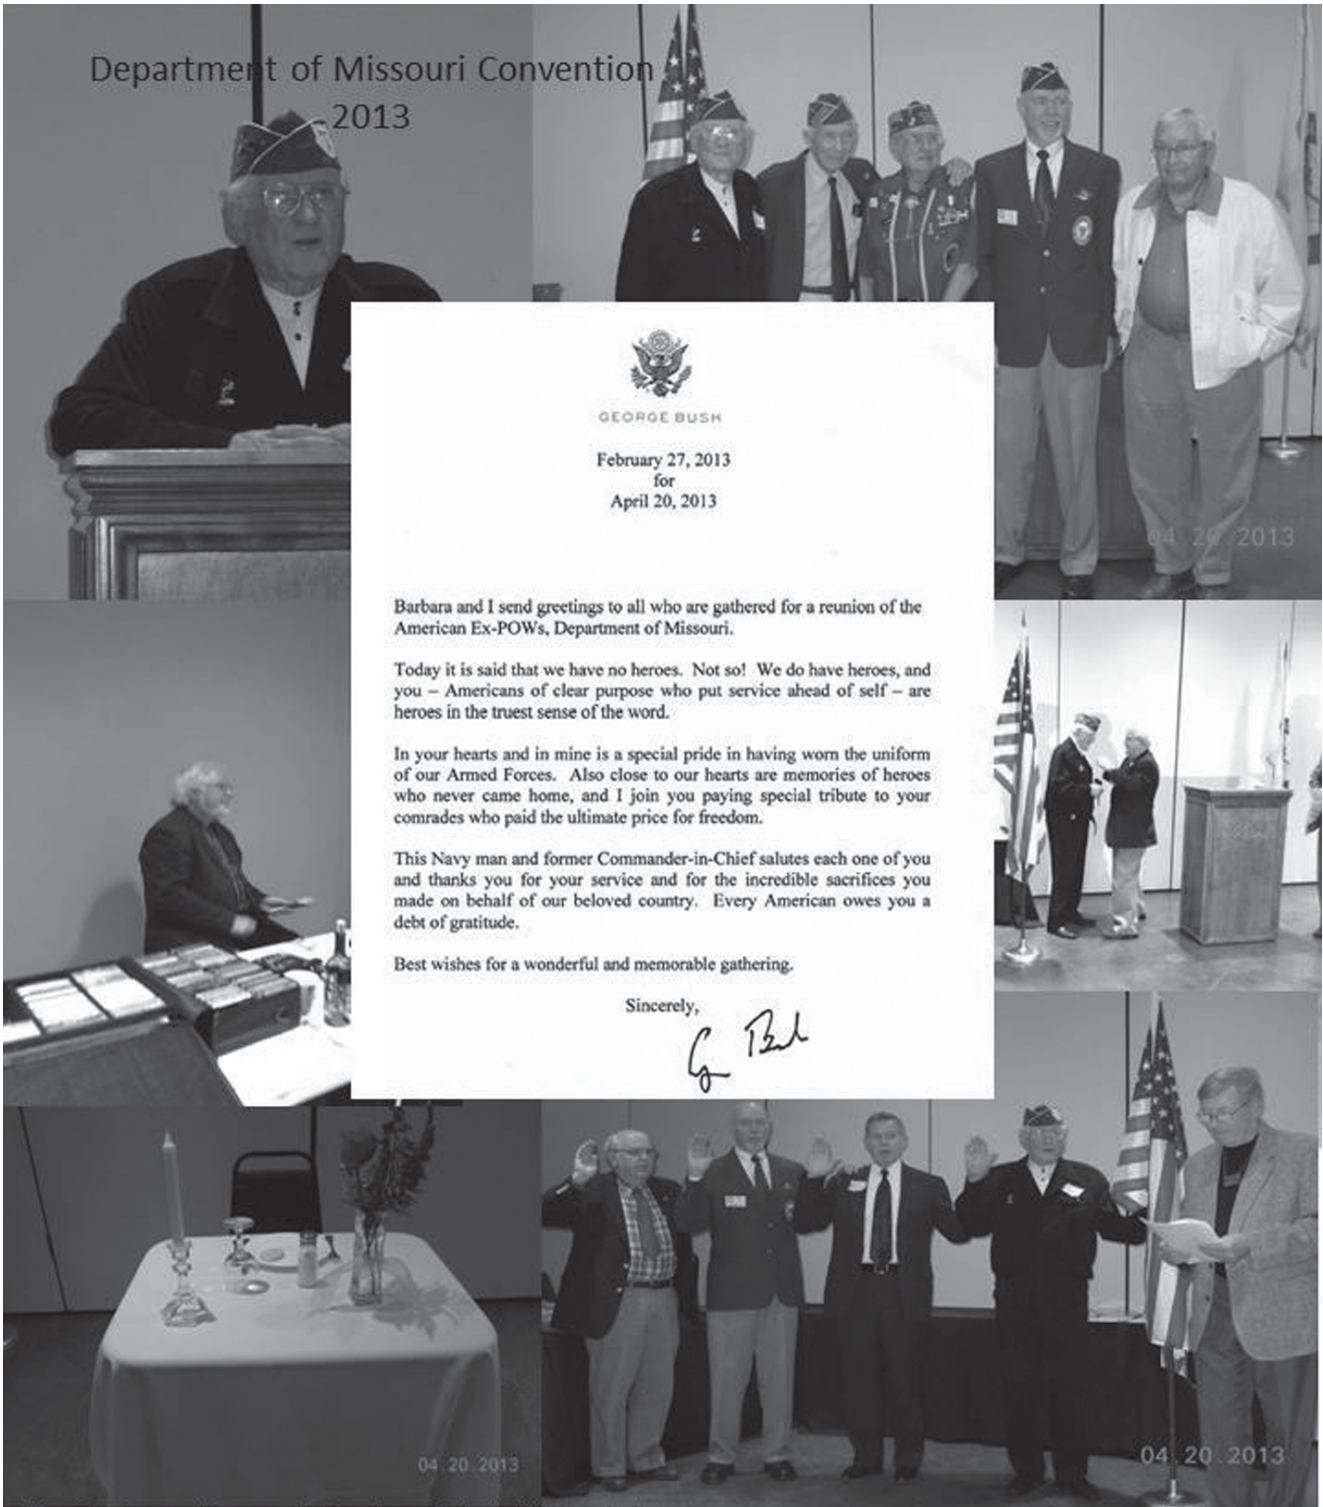 Department of Missouri Convention
2013
GEORGE BUSH
February 27, 2013
for
April 20, 2013
Barbara and I send greetings to all who are gathered for a reunion of the
American Ex-POWs, Department of Missouri.
Today it is said that we have no heroes.  Not so!  We do have heroes, and
you – Americans of clear purpose who put service ahead of self – are
heroes in the truest sense of the word.
In your hearts and in mine is a special pride in having worn the uniform
of our Armed Forces.  Also close to our hearts are memories of heroes
who never came home, and I join you paying special tribute to your
comrades who paid the ultimate price for freedom.
This Navy man and former Commander-in-Chief salutes each one of you
and thanks you for your service and for the incredible sacrifices you
made on behalf of our beloved country.  Every American owes you a
debt of gratitude.
Best wishes for a wonderful and memorable gathering.
Sincerely,
G Bush
04 20 2013
04.20.2013
04.20.2013